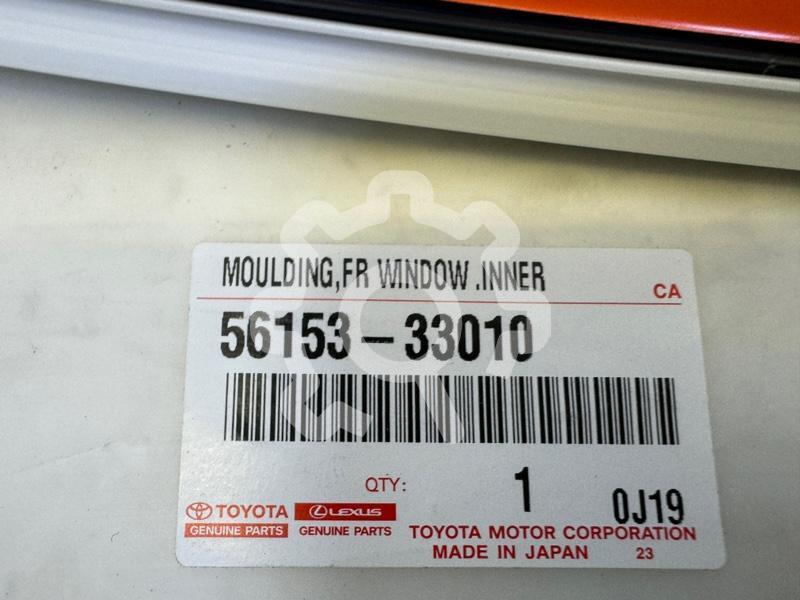 MOULDING,FR WINDOW .INNER
CA
56153-33010
QTY: 1 0J19
TOYOTA LEXUS
GENUINE PARTS GENUINE PARTS
TOYOTA MOTOR CORPORATION
MADE IN JAPAN 23